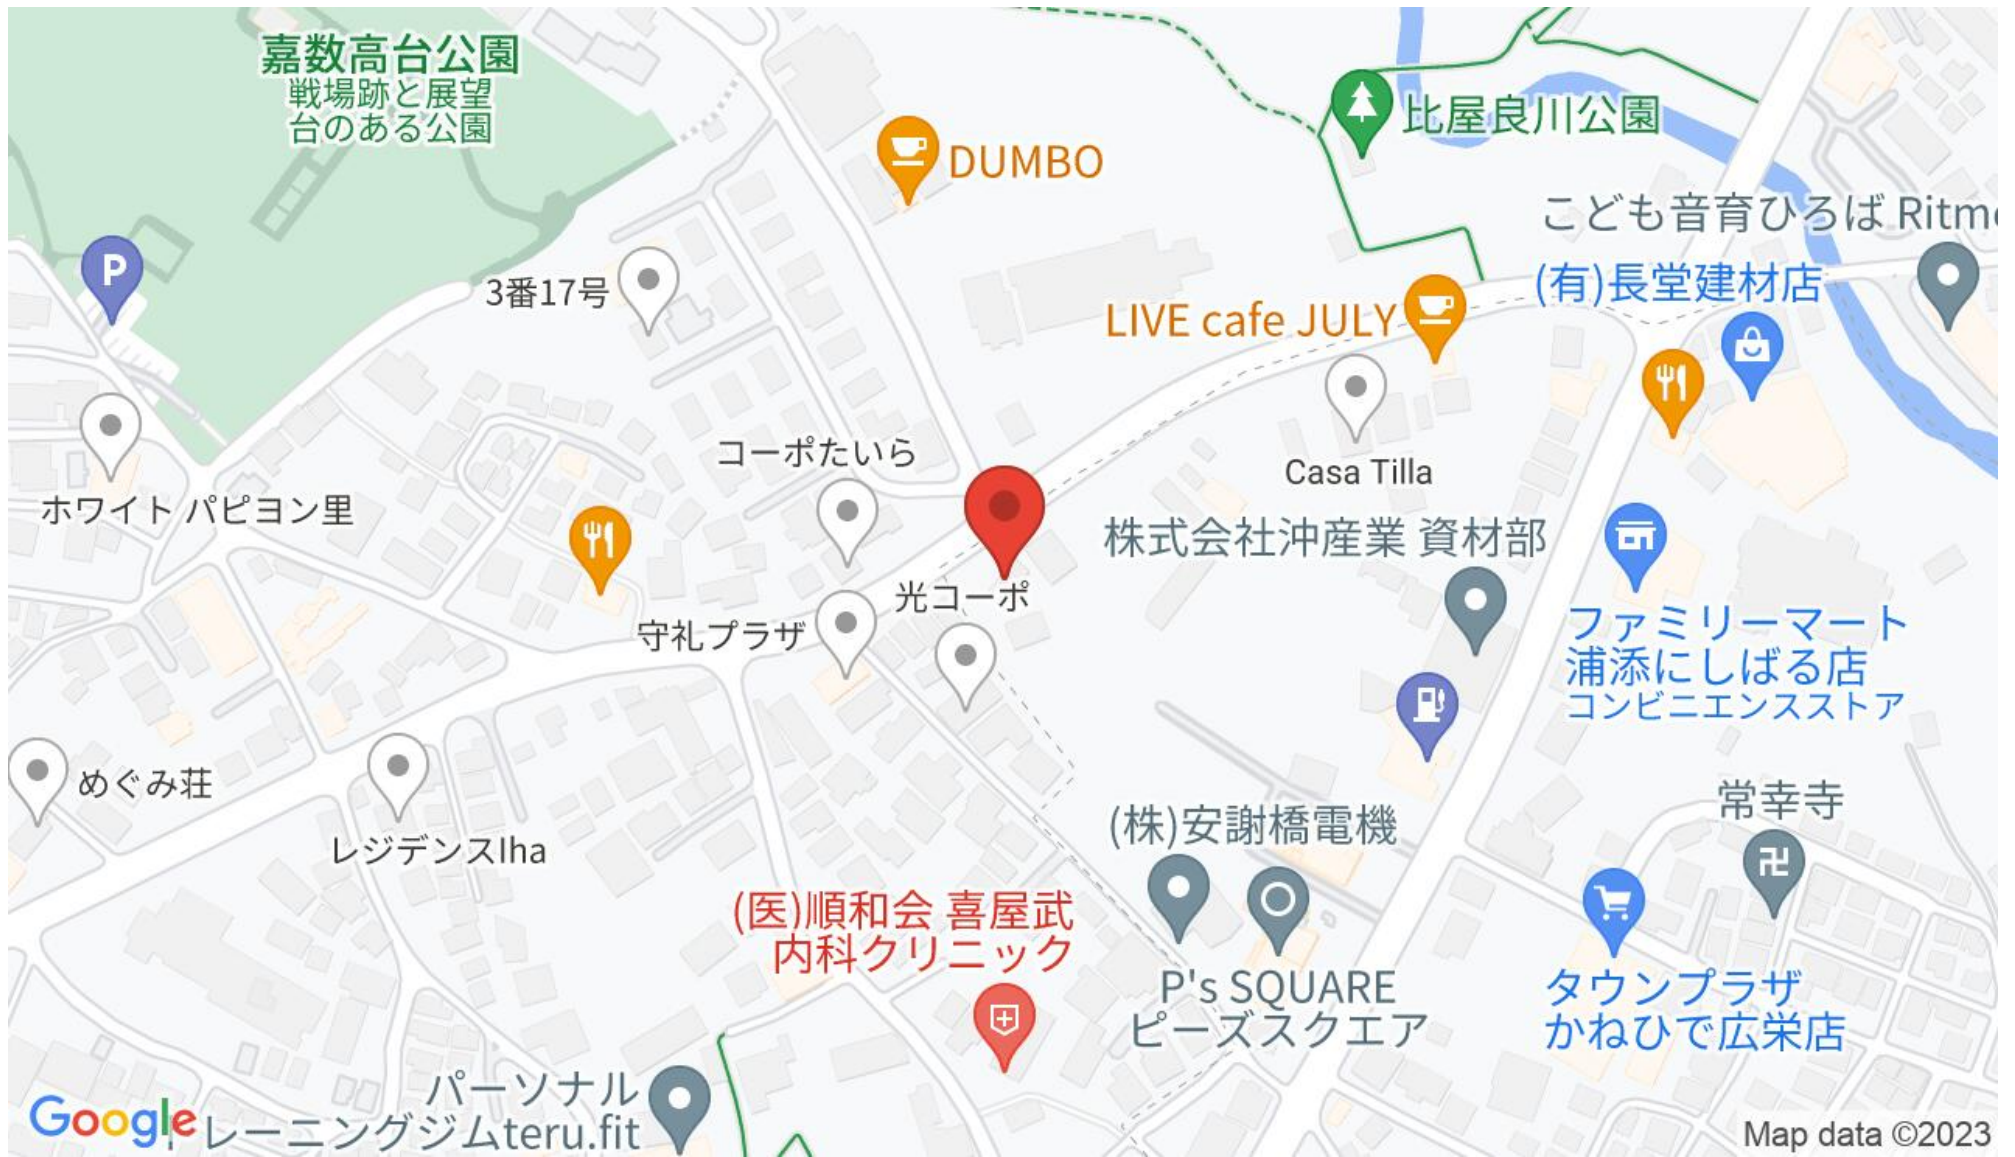 嘉数高台公園
戦場跡と展望
台のある公園
DUMBO
比屋良川公園
こども音育ひろば Ritm
P
3番17号
(有)長堂建材店
LIVE cafe JULY
コーポたいら
Casa Tilla
ホワイト パピヨン里
株式会社沖産業 資材部
光コーポ
守礼プラザ
ファミリーマート
浦添にしばる店
コンビニエンスストア
めぐみ荘
常幸寺
卍
(株)安謝橋電機
レジデンスIha
(医)順和会 喜屋武
内科クリニック
P's SQUARE
ピーズスクエア
タウンプラザ
かねひで広栄店
パーソナル
レーニングジムteru.fit
Google
Map data ©2023